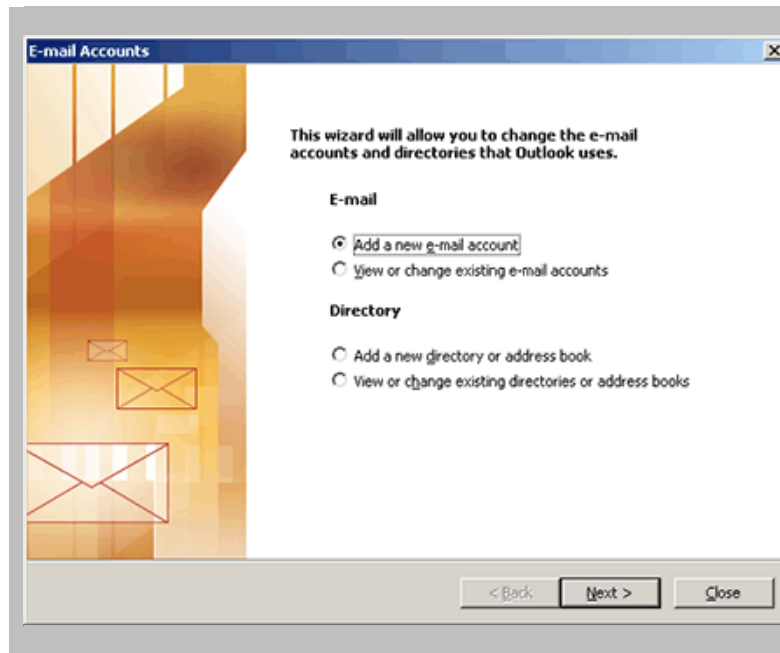 E-mail Accounts
This wizard will allow you to change the e-mail
accounts and directories that Outlook uses.
E-mail
Add a new e-mail account
View or change existing e-mail accounts
Directory
Add a new directory or address book
View or change existing directories or address books
< Back Next > Close